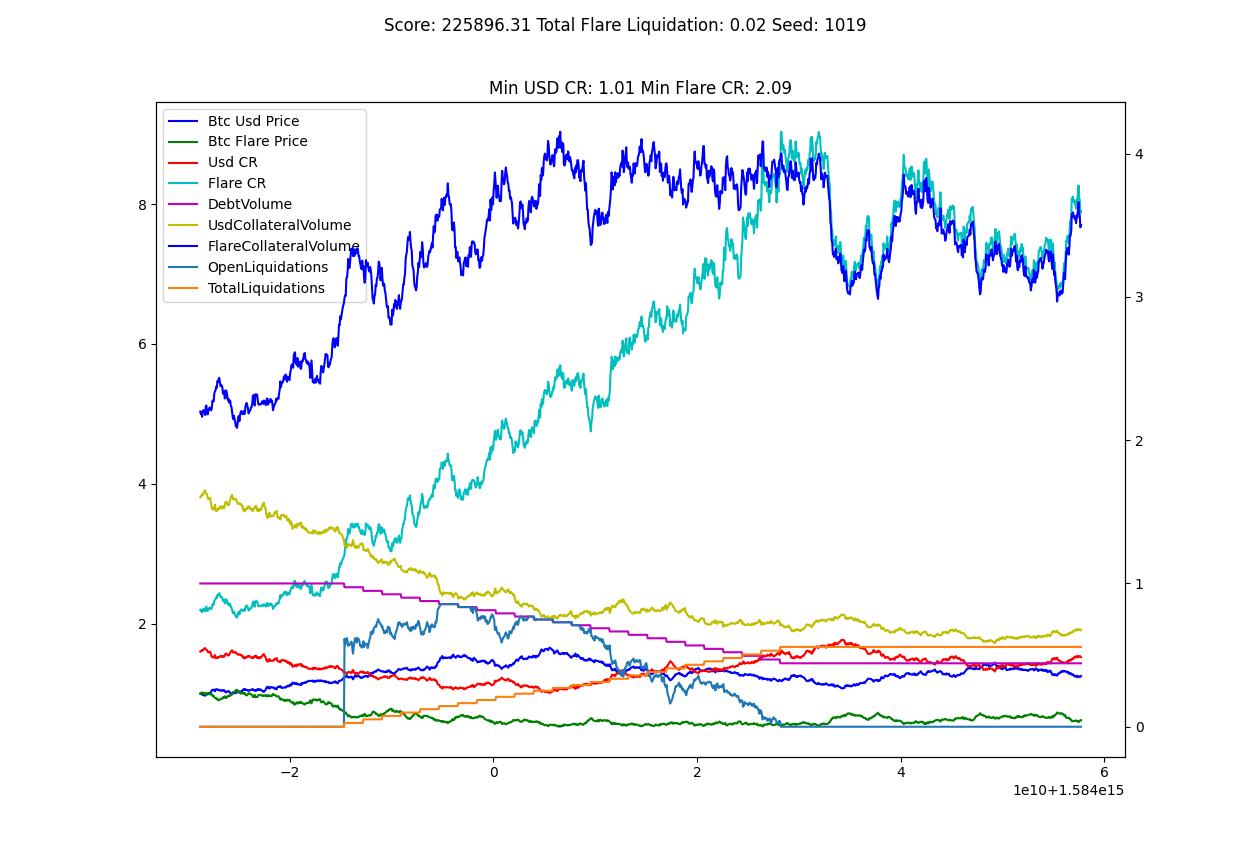 Score: 225896.31 Total Flare Liquidation: 0.02 Seed: 1019
Min USD CR: 1.01 Min Flare CR: 2.09
Btc Usd Price
Btc Flare Price
Usd CR
Flare CR
DebtVolume
UsdCollateralVolume
FlareCollateralVolume
OpenLiquidations
TotalLiquidations
8
6
4
2
4
3
2
1
0
−2
0
2
4
6
1e10+1.584e15